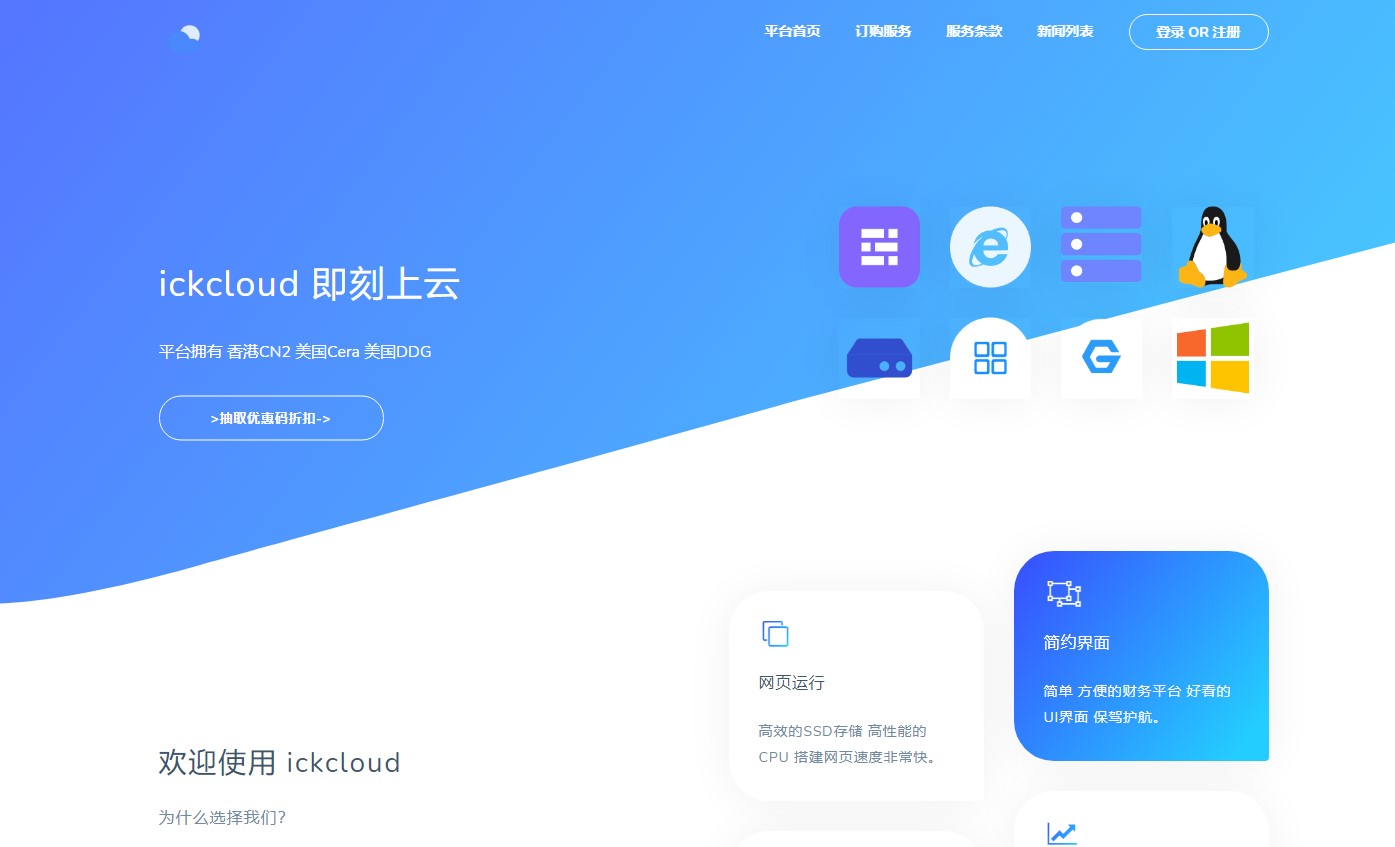 平台首页
订购服务
服务条款
新闻列表
登录 OR 注册
ickcloud 即刻上云
平台拥有 香港CN2 美国Cera 美国DDG
>抽取优惠码折扣->
网页运行
高效的SSD存储 高性能的
CPU 搭建网页速度非常快。
简约界面
简单 方便的财务平台 好看的
UI界面 保驾护航。
欢迎使用 ickcloud
为什么选择我们?